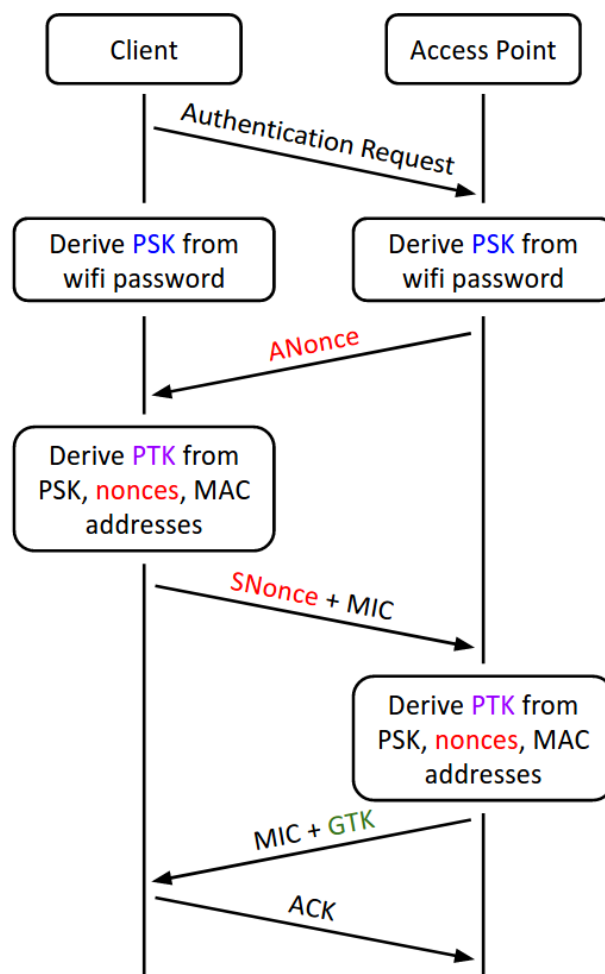 Client
Access Point
Authentication Request
Derive PSK from
wifi password
Derive PSK from
wifi password
ANonce
Derive PTK from
PSK, nonces, MAC
addresses
SNonce + MIC
Derive PTK from
PSK, nonces, MAC
addresses
MIC + GTK
ACK